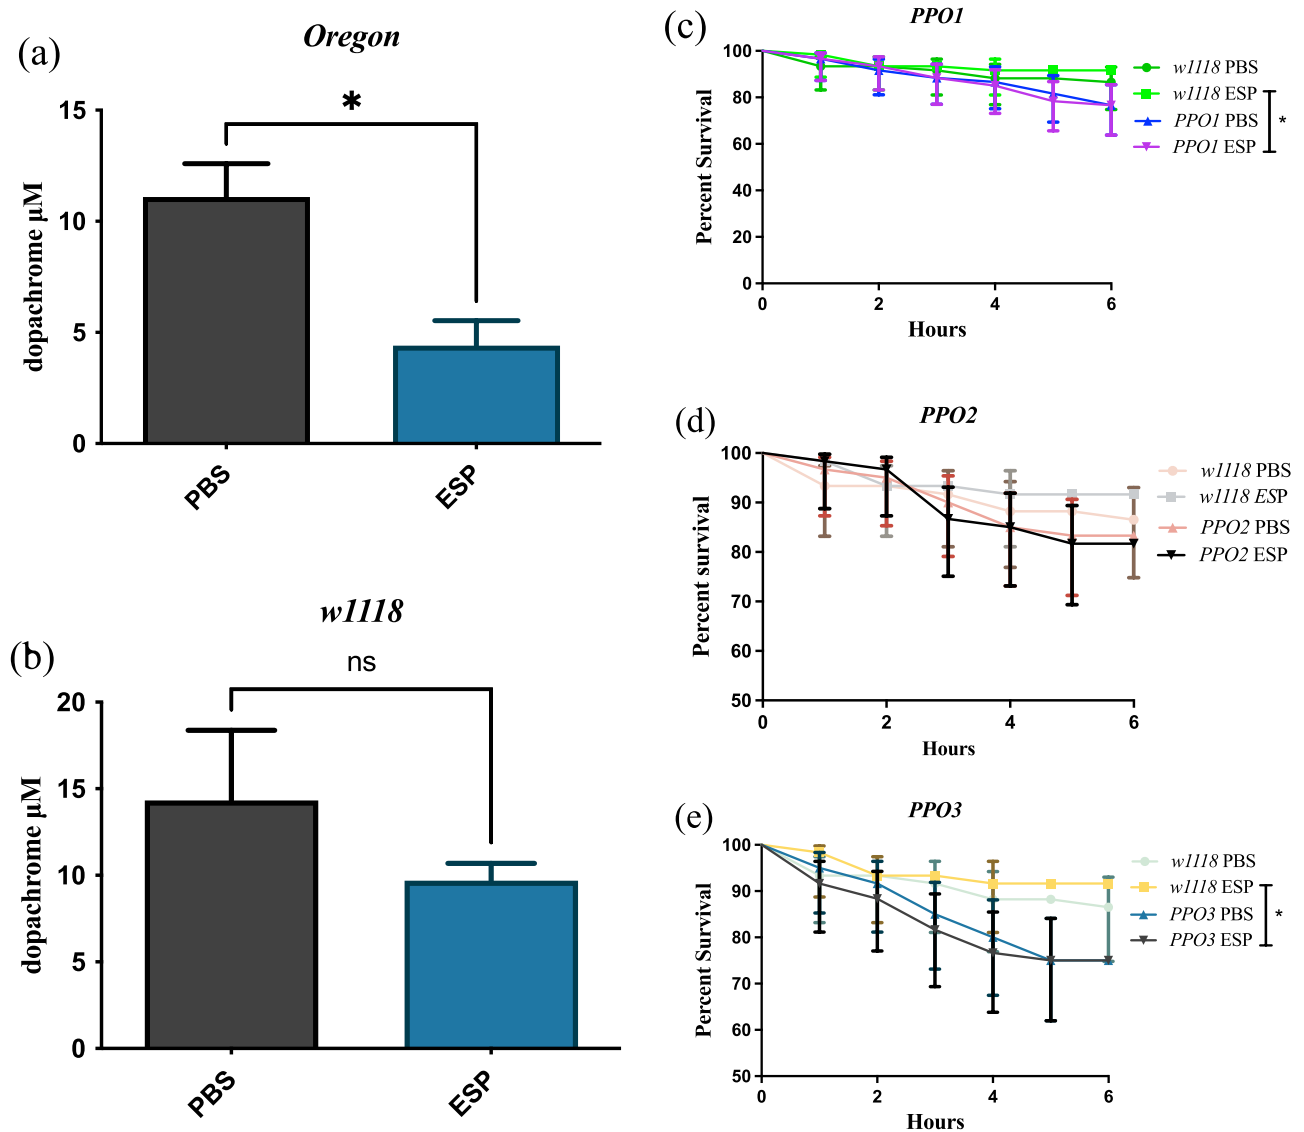 (a)
Oregon
*
dopachrome µM
15
10
5
0
PBS
ESP
(b)
w1118
ns
dopachrome µM
20
15
10
5
0
PBS
ESP
(c)
PPO1
Percent Survival
100
80
60
40
20
0
0 2 4 6
Hours
w1118 PBS
w1118 ESP
PPO1 PBS
PPO1 ESP
*
(d)
PPO2
Percent survival
100
90
80
70
60
50
0 2 4 6
Hours
w1118 PBS
w1118 ESP
PPO2 PBS
PPO2 ESP
(e)
PPO3
Percent Survival
100
90
80
70
60
50
0 2 4 6
Hours
w1118 PBS
w1118 ESP
PPO3 PBS
PPO3 ESP
*